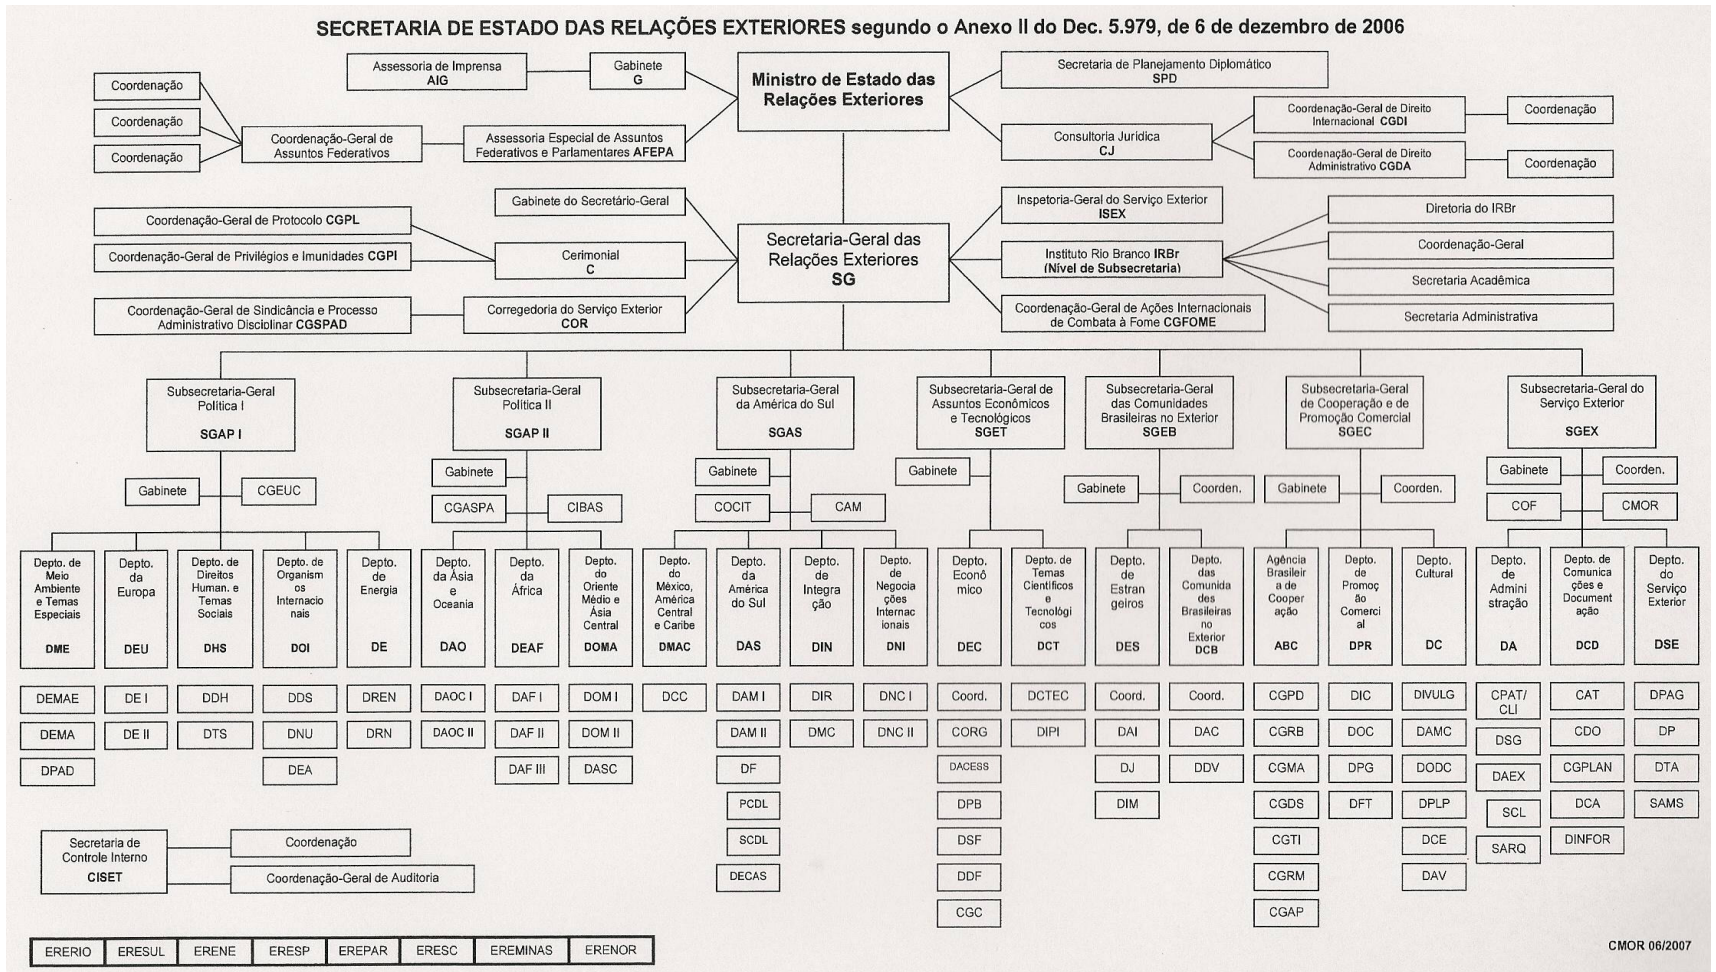 SECRETARIA DE ESTADO DAS RELAÇÕES EXTERIORES segundo o Anexo II do Dec. 5.979, de 6 de dezembro de 2006
Ministro de Estado das
Relações Exteriores
Gabinete
G
Assessoria de Imprensa
AIG
Assessoria Especial de Assuntos
Federativos e Parlamentares AFEPA
Coordenação-Geral de
Assuntos Federativos
Coordenação
Coordenação
Coordenação
Secretaria de Planejamento Diplomático
SPD
Consultoria Juridica
CJ
Coordenação-Geral de Direito
Internacional CGDI
Coordenação
Coordenação-Geral de Direito
Administrativo CGDA
Coordenação
Secretaria-Geral das
Relações Exteriores
SG
Gabinete do Secretário-Geral
Cerimonial
C
Coordenação-Geral de Protocolo CGPL
Coordenação-Geral de Privilégios e Imunidades CGPI
Corregedoria do Serviço Exterior
COR
Coordenação-Geral de Sindicância e Processo
Administrativo Disciplinar CGSPAD
Inspetoria-Geral do Serviço Exterior
ISEX
Instituto Rio Branco IRBr
(Nível de Subsecretaria)
Diretoria do IRBr
Coordenação-Geral
Secretaria Acadêmica
Secretaria Administrativa
Coordenação-Geral de Ações Internacionais
de Combata à Fome CGFOME
Subsecretaria-Geral
Política I
SGAP I
Gabinete
CGEUC
Depto. de
Meio
Ambiente
e Temas
Especiais
DME
DEMAE
DEMA
DPAD
Depto.
da
Europa
DEU
DE I
DE II
Depto. de
Direitos
Human. e
Temas
Sociais
DHS
DDH
DTS
Depto. de
Organism
os
Internacio
nais
DOI
DDS
DNU
DEA
Depto.
de
Energia
DE
DREN
DRN
Subsecretaria-Geral
Política II
SGAP II
Gabinete
CGASPA
CIBAS
Depto.
da Ásia
e
Oceania
DAO
DAOC I
DAOC II
Depto.
da
África
DEAF
DAF I
DAF II
DAF III
Depto.
do
Oriente
Médio e
Ásia
Central
DOMA
DOM I
DOM II
DASC
Subsecretaria-Geral
da América do Sul
SGAS
Gabinete
COCIT
CAM
Depto.
do
México,
América
Central
e Caribe
DMAC
DCC
Depto.
da
América
do Sul
DAS
DAM I
DAM II
DF
PCDL
SCDL
DECAS
Depto.
de
Integra
ção
DIN
DIR
DMC
Depto.
de
Negocia
ções
Internac
ionais
DNI
DNC I
DNC II
Subsecretaria-Geral de
Assuntos Econômicos
e Tecnológicos
SGET
Gabinete
Depto.
Econô
mico
DEC
Coord.
CORG
DACESS
DPB
DSF
DDF
CGC
Depto. de
Temas
Científicos
e
Tecnológi
cos
DCT
DCTEC
DIPI
Subsecretaria-Geral
das Comunidades
Brasileiras no Exterior
SGEB
Gabinete
Coorden.
Depto.
de
Estran
geiros
DES
Coord.
DAI
DJ
DIM
Depto.
das
Comunida
des
Brasileiras
no
Exterior
DCB
Coord.
DAC
DDV
Subsecretaria-Geral
de Cooperação e de
Promoção Comercial
SGEC
Gabinete
Coorden.
Agência
Brasileir
a de
Cooper
ação
ABC
CGPD
CGRB
CGMA
CGDS
CGTI
CGRM
CGAP
Depto.
de
Promoç
ão
Comerci
al
DPR
DIC
DOC
DPG
DFT
Depto.
Cultural
DC
DIVULG
DAMC
DODC
DPLP
DCE
DAV
Subsecretaria-Geral do
Serviço Exterior
SGEX
Gabinete
Coorden.
COF
CMOR
Depto.
de
Admini
stração
DA
CPAT/
CLI
DSG
DAEX
SCL
SARQ
Depto. de
Comunica
ções e
Document
ação
DCD
CAT
CDO
CGPLAN
DCA
DINFOR
Depto.
do
Serviço
Exterior
DSE
DPAG
DP
DTA
SAMS
Secretaria de
Controle Interno
CISET
Coordenação
Coordenação-Geral de Auditoria
ERERIO
ERESUL
ERENE
ERESP
EREPAR
ERESC
EREMINAS
ERENOR
CMOR 06/2007